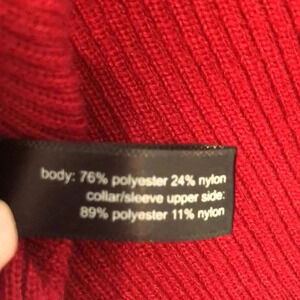 body: 76% polyester 24% nylon
collar/sleeve upper side:
89% polyester 11% nylon